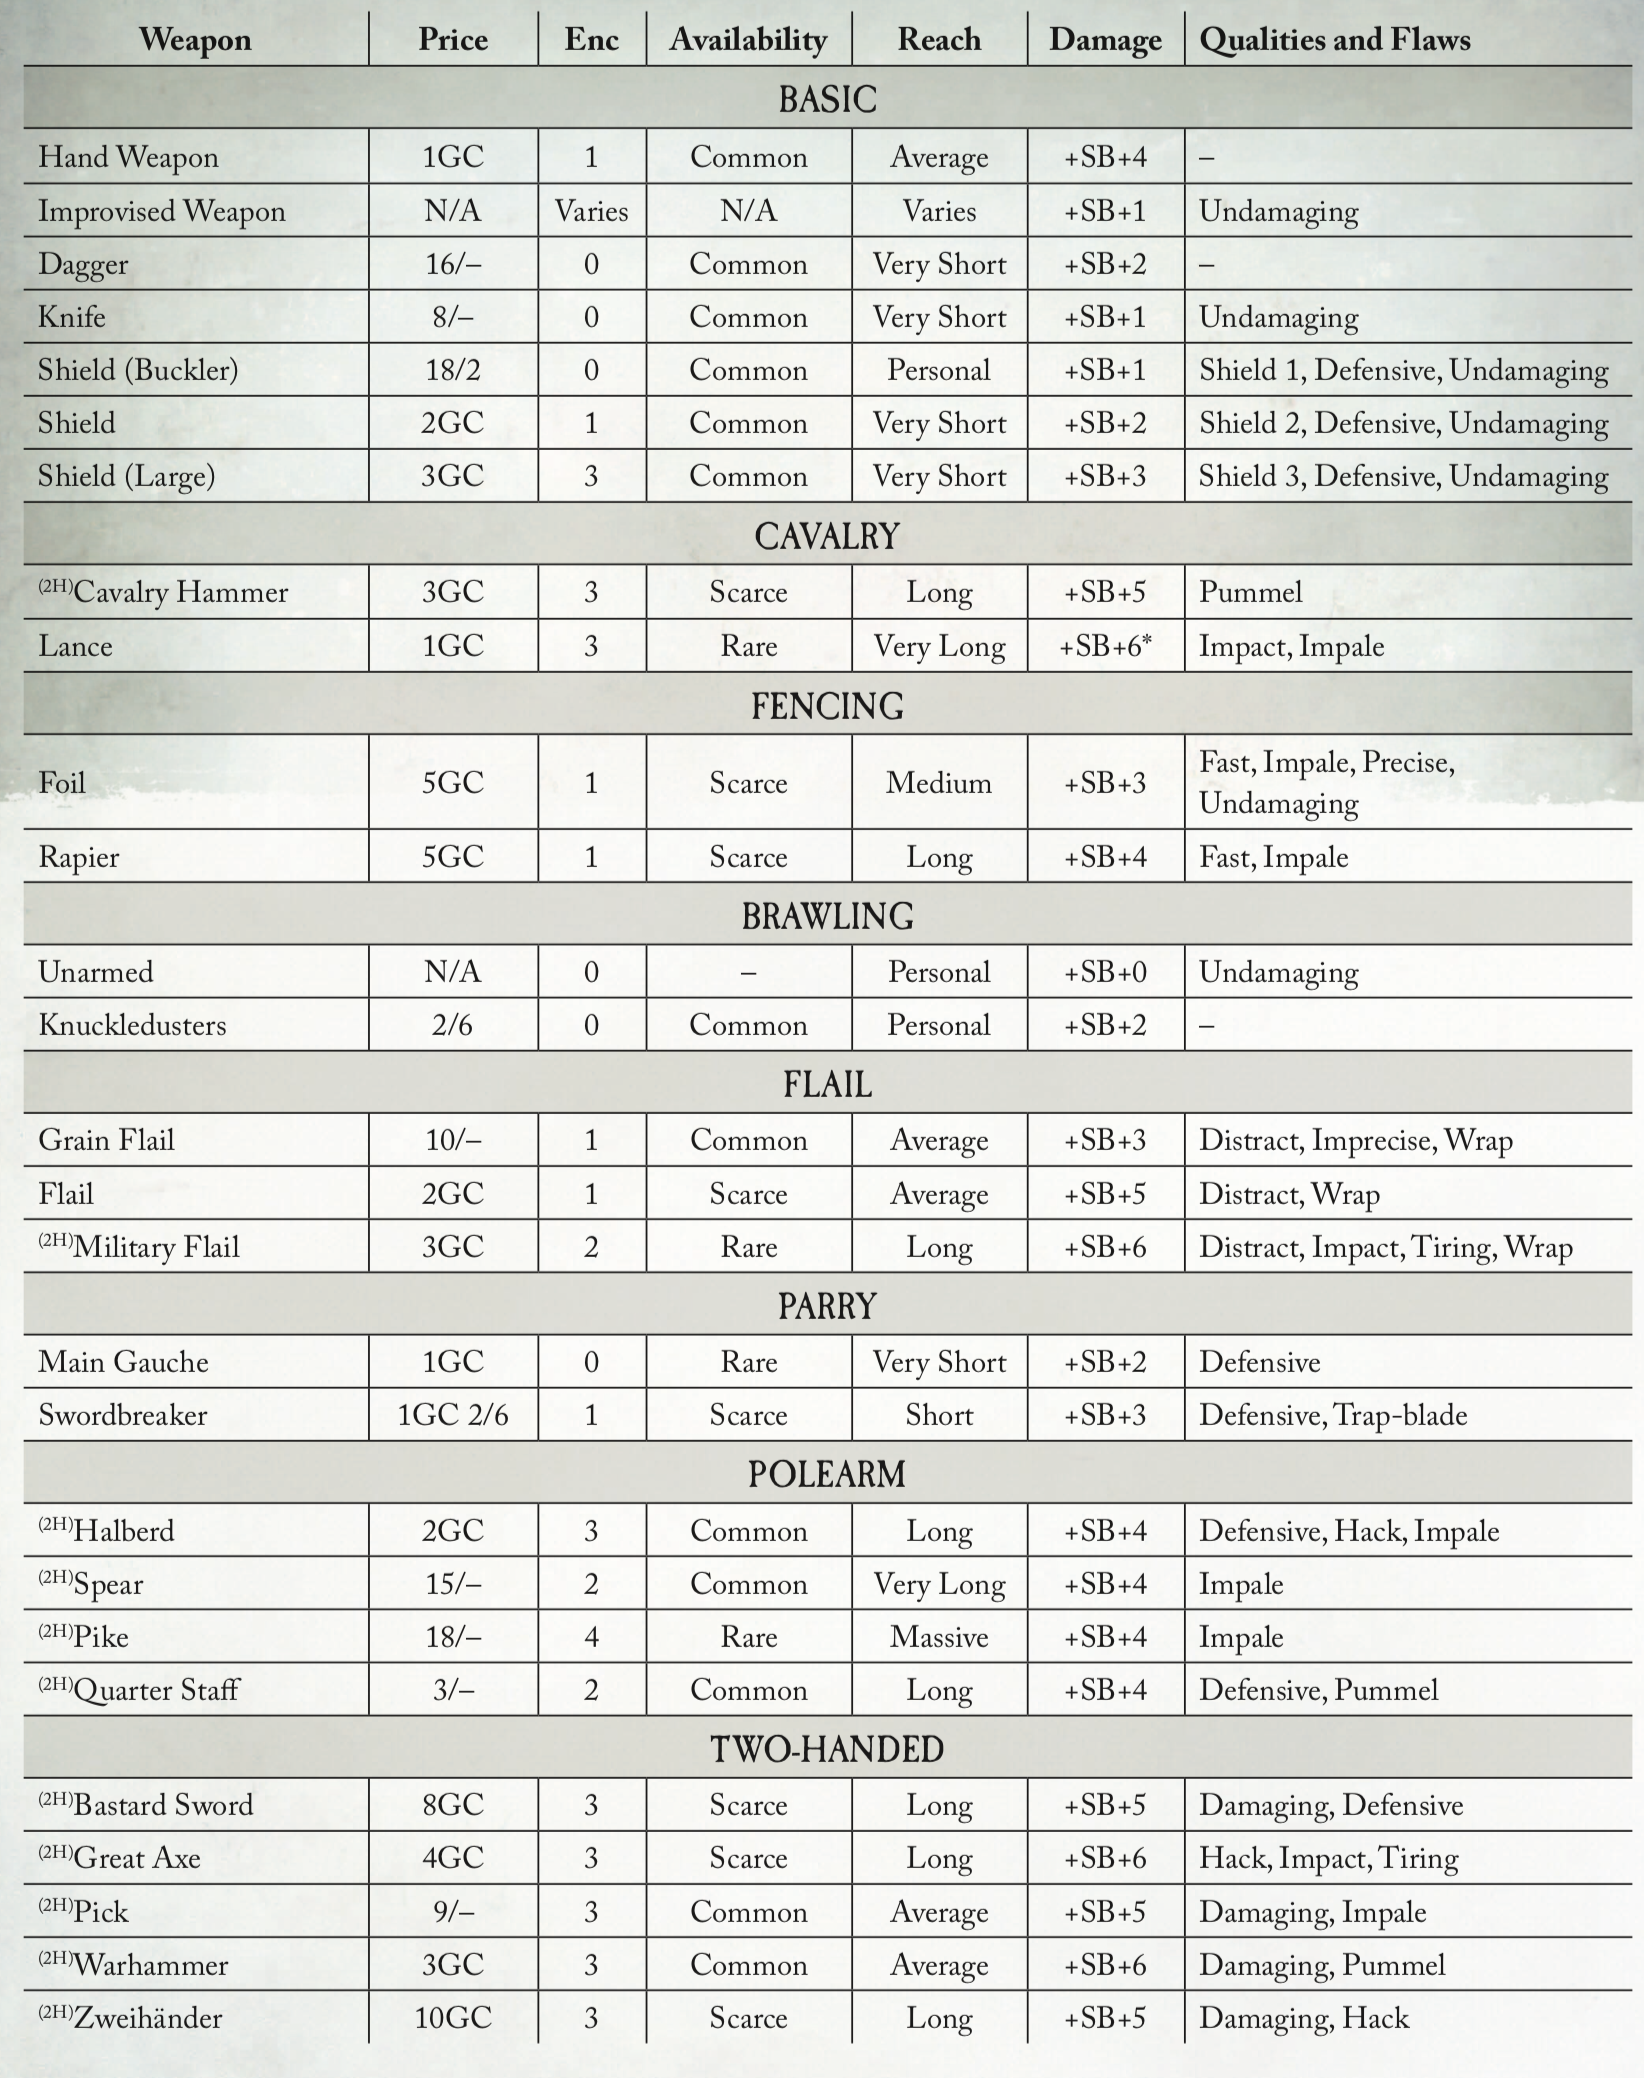 Weapon Price Enc Availability Reach Damage Qualities and Flaws
BASIC
Hand Weapon 1GC 1 Common Average +SB+4 –
Improvised Weapon N/A Varies N/A Varies +SB+1 Undamaging
Dagger 16/– 0 Common Very Short +SB+2 –
Knife 8/– 0 Common Very Short +SB+1 Undamaging
Shield (Buckler) 18/2 0 Common Personal +SB+1 Shield 1, Defensive, Undamaging
Shield 2GC 1 Common Very Short +SB+2 Shield 2, Defensive, Undamaging
Shield (Large) 3GC 3 Common Very Short +SB+3 Shield 3, Defensive, Undamaging
CAVALRY
(2H)Cavalry Hammer 3GC 3 Scarce Long +SB+5 Pummel
Lance 1GC 3 Rare Very Long +SB+6* Impact, Impale
FENCING
Foil 5GC 1 Scarce Medium +SB+3 Fast, Impale, Precise,
Undamaging
Rapier 5GC 1 Scarce Long +SB+4 Fast, Impale
BRAWLING
Unarmed N/A 0 – Personal +SB+0 Undamaging
Knuckledusters 2/6 0 Common Personal +SB+2 –
FLAIL
Grain Flail 10/– 1 Common Average +SB+3 Distract, Imprecise, Wrap
Flail 2GC 1 Scarce Average +SB+5 Distract, Wrap
(2H)Military Flail 3GC 2 Rare Long +SB+6 Distract, Impact, Tiring, Wrap
PARRY
Main Gauche 1GC 0 Rare Very Short +SB+2 Defensive
Swordbreaker 1GC 2/6 1 Scarce Short +SB+3 Defensive, Trap-blade
POLEARM
(2H)Halberd 2GC 3 Common Long +SB+4 Defensive, Hack, Impale
(2H)Spear 15/– 2 Common Very Long +SB+4 Impale
(2H)Pike 18/– 4 Rare Massive +SB+4 Impale
(2H)Quarter Staff 3/– 2 Common Long +SB+4 Defensive, Pummel
TWO-HANDED
(2H)Bastard Sword 8GC 3 Scarce Long +SB+5 Damaging, Defensive
(2H)Great Axe 4GC 3 Scarce Long +SB+6 Hack, Impact, Tiring
(2H)Pick 9/– 3 Common Average +SB+5 Damaging, Impale
(2H)Warhammer 3GC 3 Common Average +SB+6 Damaging, Pummel
(2H)Zweihänder 10GC 3 Scarce Long +SB+5 Damaging, Hack